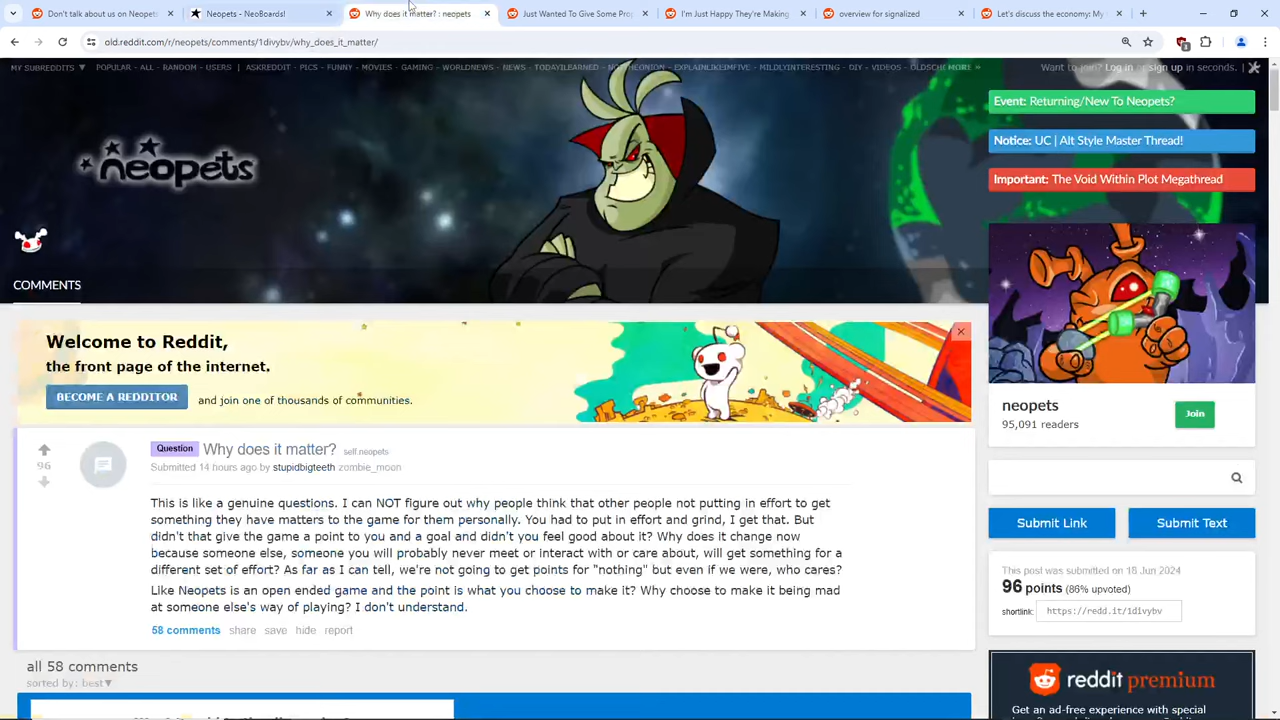 Don't talk about us on Neopets
Neopets - NeoBoards!
Why does it matter? : neopets
Just Wanted To Give Some Prop
I'm Just Happy They're Making
overview for signalized
Let's discuss the economy: My
old.reddit.com/r/neopets/comments/1divybv/why_does_it_matter/
MY SUBREDDITS ▼ POPULAR - ALL - RANDOM - USERS | ASKREDDIT - PICS - FUNNY - MOVIES - GAMING - WORLDNEWS - NEWS - TODAYILEARNED - NOTTHEONION - EXPLAINLIKEIMFIVE - MILDLYINTERESTING - DIY - VIDEOS - OLDSCH MORE »
Want to join? Log in or sign up in seconds.
neopets
Event: Returning/New To Neopets?
Notice: UC | Alt Style Master Thread!
Important: The Void Within Plot Megathread
COMMENTS
Welcome to Reddit,
the front page of the internet.
BECOME A REDDITOR and join one of thousands of communities.
neopets
95,091 readers
Join
96
Question Why does it matter? self.neopets
Submitted 14 hours ago by stupidbigteeth zombie_moon
This is like a genuine questions. I can NOT figure out why people think that other people not putting in effort to get
something they have matters to the game for them personally. You had to put in effort and grind, I get that. But
didn't that give the game a point to you and a goal and didn't you feel good about it? Why does it change now
because someone else, someone you will probably never meet or interact with or care about, will get something for a
different set of effort? As far as I can tell, we're not going to get points for "nothing" but even if we were, who cares?
Like Neopets is an open ended game and the point is what you choose to make it? Why choose to make it being mad
at someone else's way of playing? I don't understand.
58 comments share save hide report
Submit Link
Submit Text
This post was submitted on 18 Jun 2024
96 points (86% upvoted)
shortlink: https://redd.it/1divybv
all 58 comments
sorted by: best▼
reddit premium
Get an ad-free experience with special